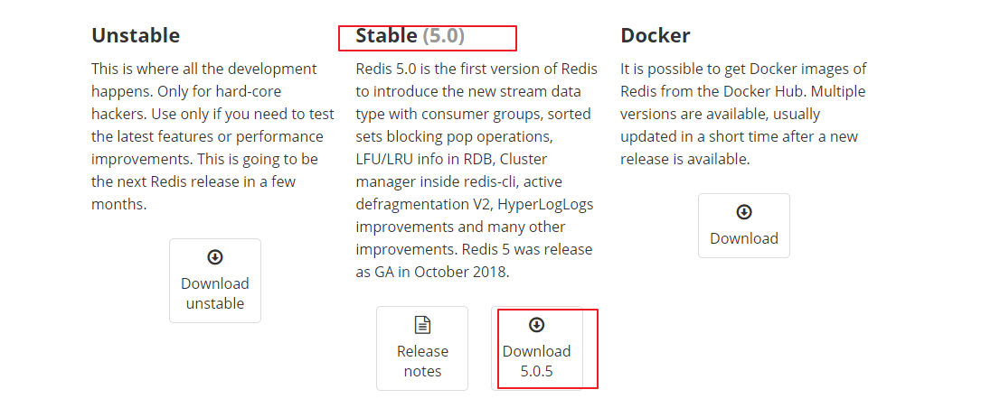 Unstable
This is where all the development
happens. Only for hard-core
hackers. Use only if you need to test
the latest features or performance
improvements. This is going to be
the next Redis release in a few
months.
Download
unstable
Stable (5.0)
Redis 5.0 is the first version of Redis
to introduce the new stream data
type with consumer groups, sorted
sets blocking pop operations,
LFU/LRU info in RDB, Cluster
manager inside redis-cli, active
defragmentation V2, HyperLogLogs
improvements and many other
improvements. Redis 5 was release
as GA in October 2018.
Release
notes
Download
5.0.5
Docker
It is possible to get Docker images of
Redis from the Docker Hub. Multiple
versions are available, usually
updated in a short time after a new
release is available.
Download